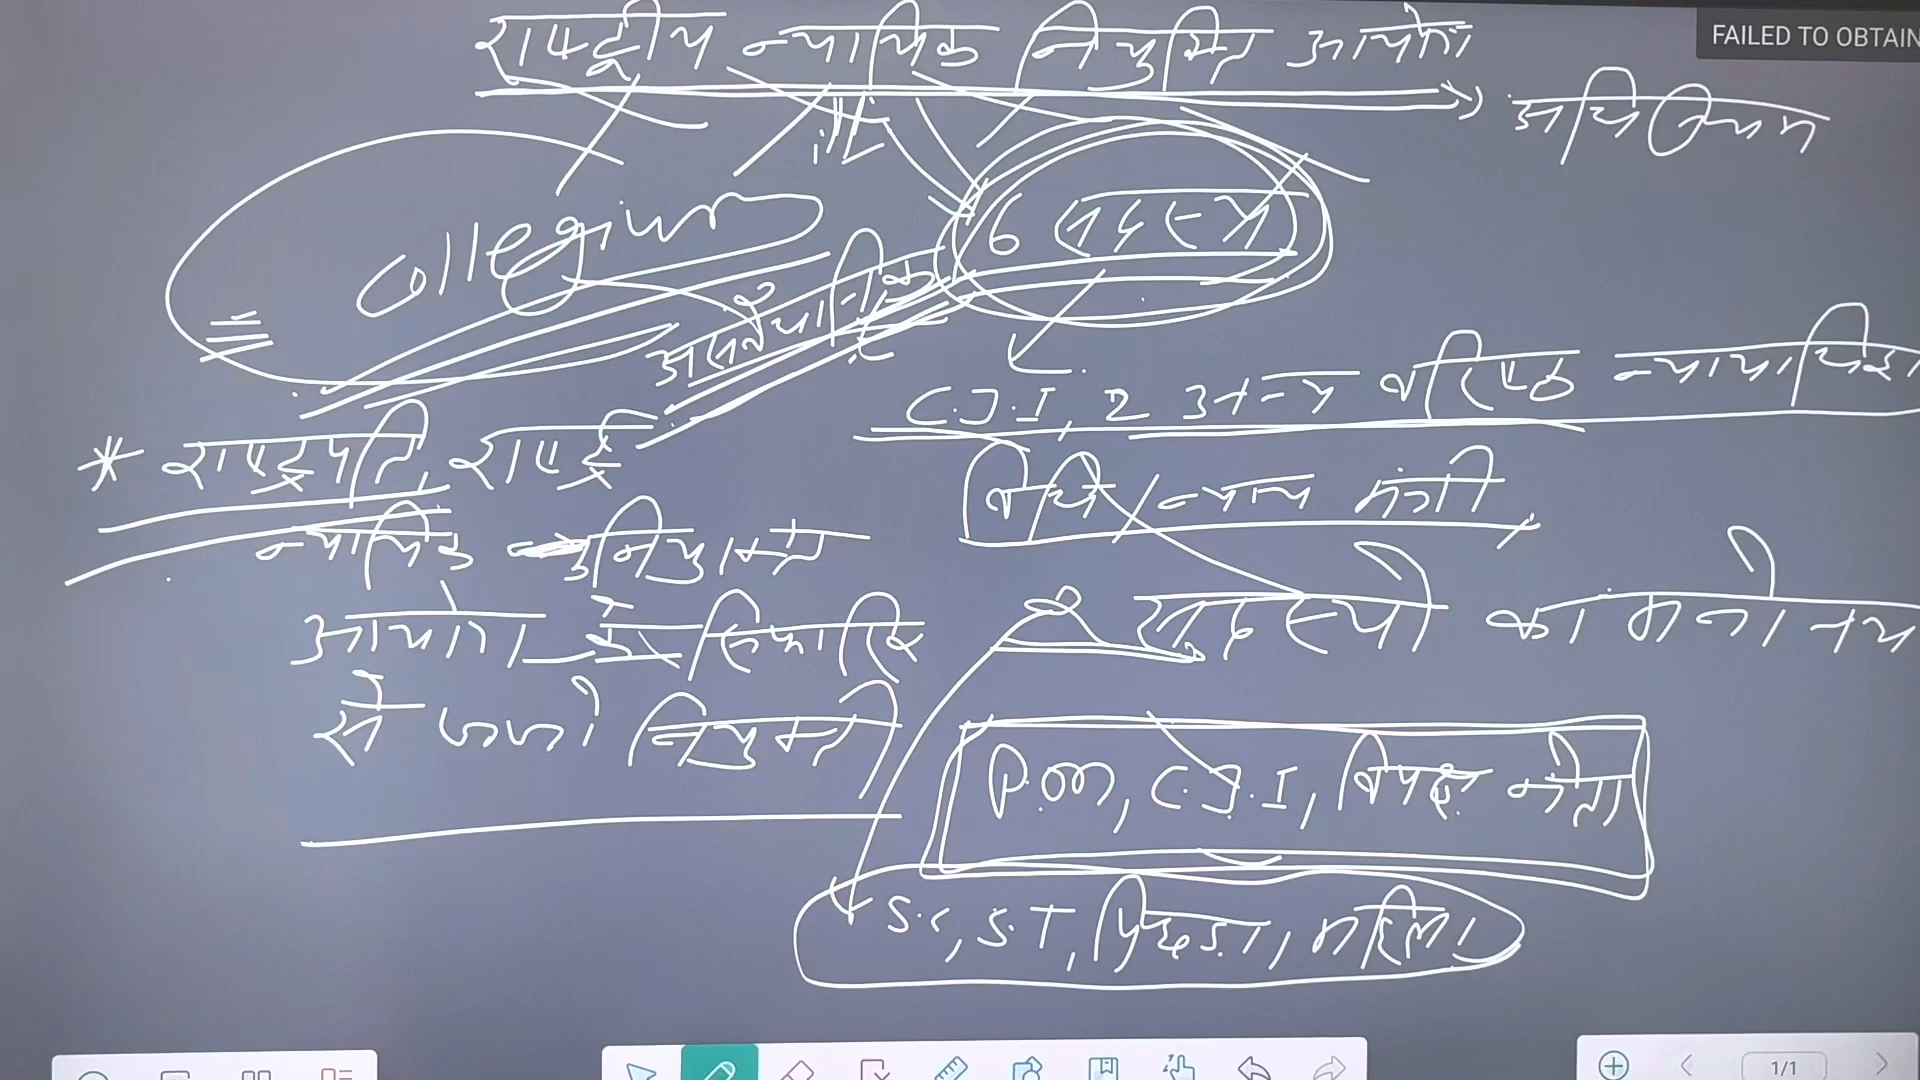 राष्ट्रीय न्यायिक नियुक्ति आयोग
FAILED TO OBTAIN
अधिनियम
Collegium
6 सदस्य
असंवैधानिक
C.J.I, 2 अन्य वरिष्ठ न्यायाधिश
* राष्ट्रपति, राष्ट्रि
विधि/न्याय मंत्री,
न्यायिक नियुक्ति
2 सदस्यो का मनोनय
आयोग के सिफारिश
से जजो नियुक्ती
P.M, C.J.I, विपक्ष नेता
S.C, S.T, पिछडा, महिला
1/1